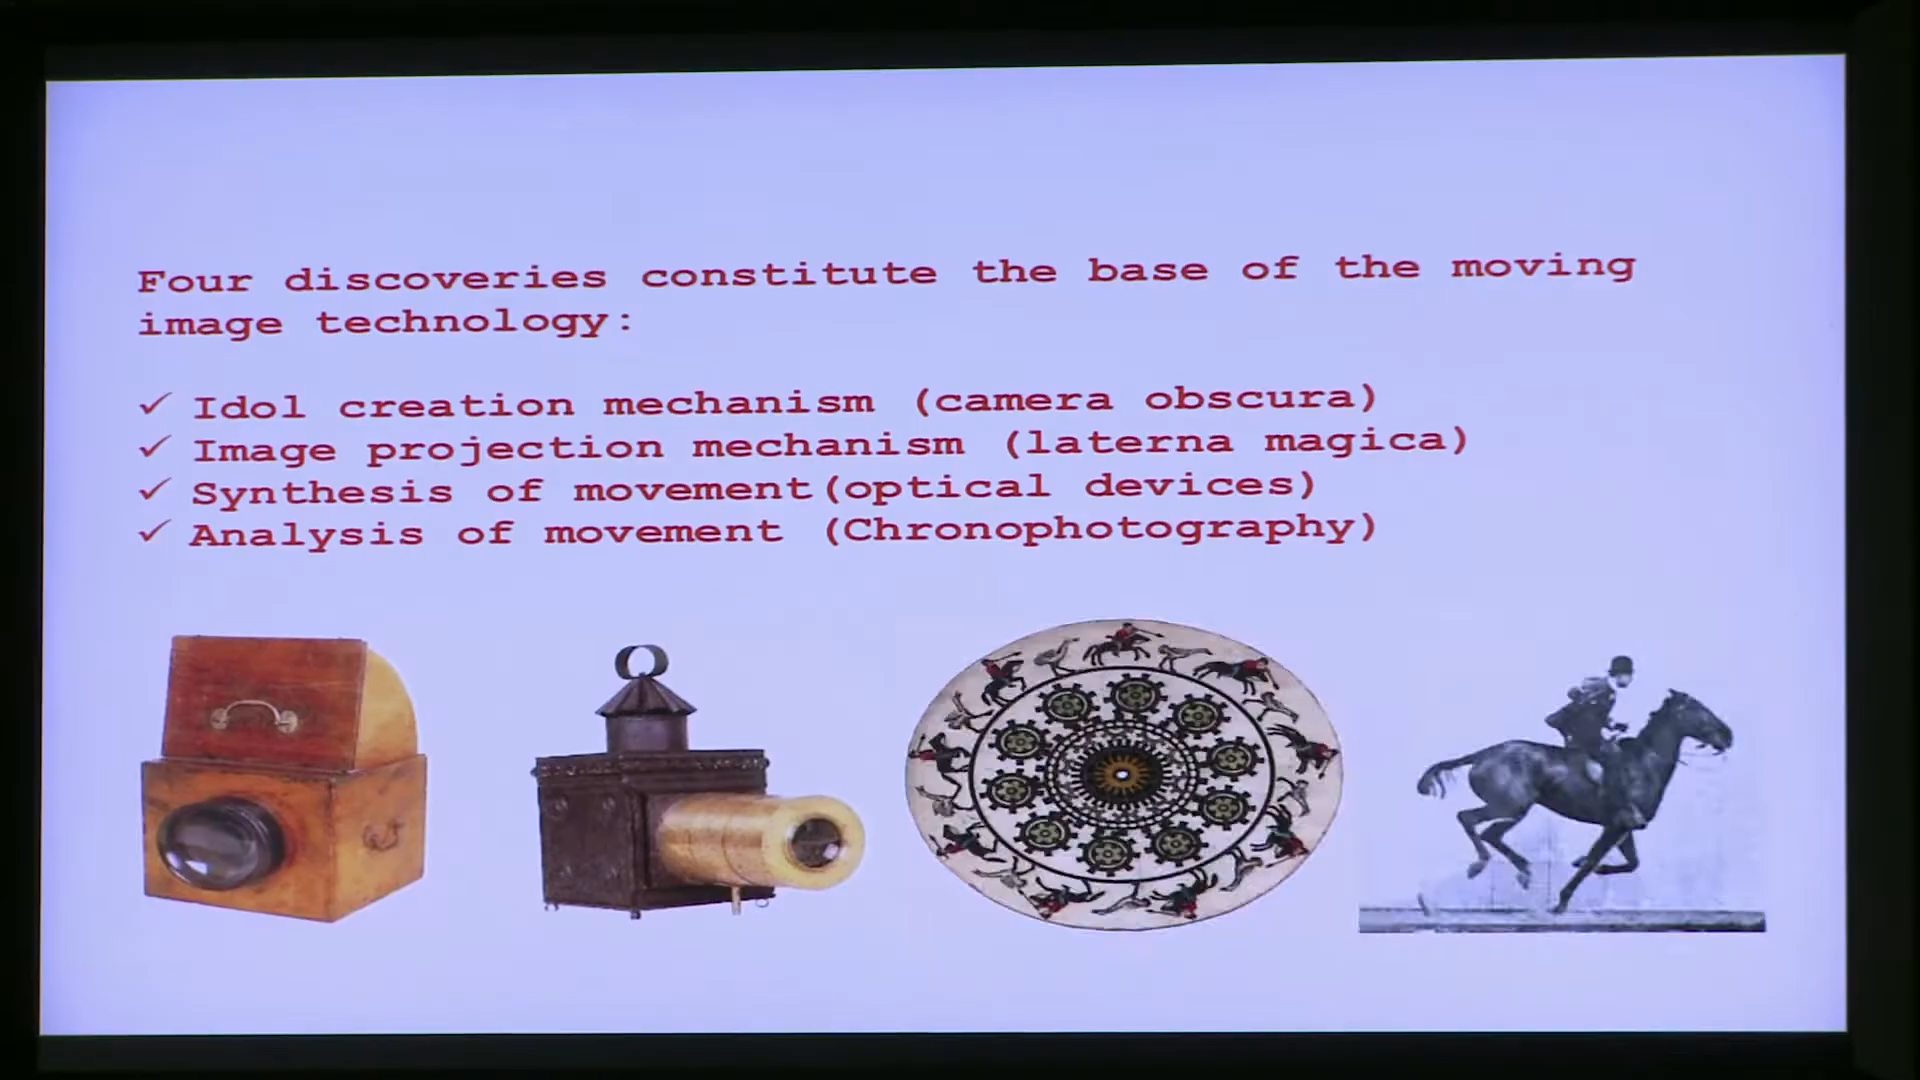 Four discoveries constitute the base of the moving
image technology:
✓ Idol creation mechanism (camera obscura)
✓ Image projection mechanism (laterna magica)
✓ Synthesis of movement(optical devices)
✓ Analysis of movement (Chronophotography)